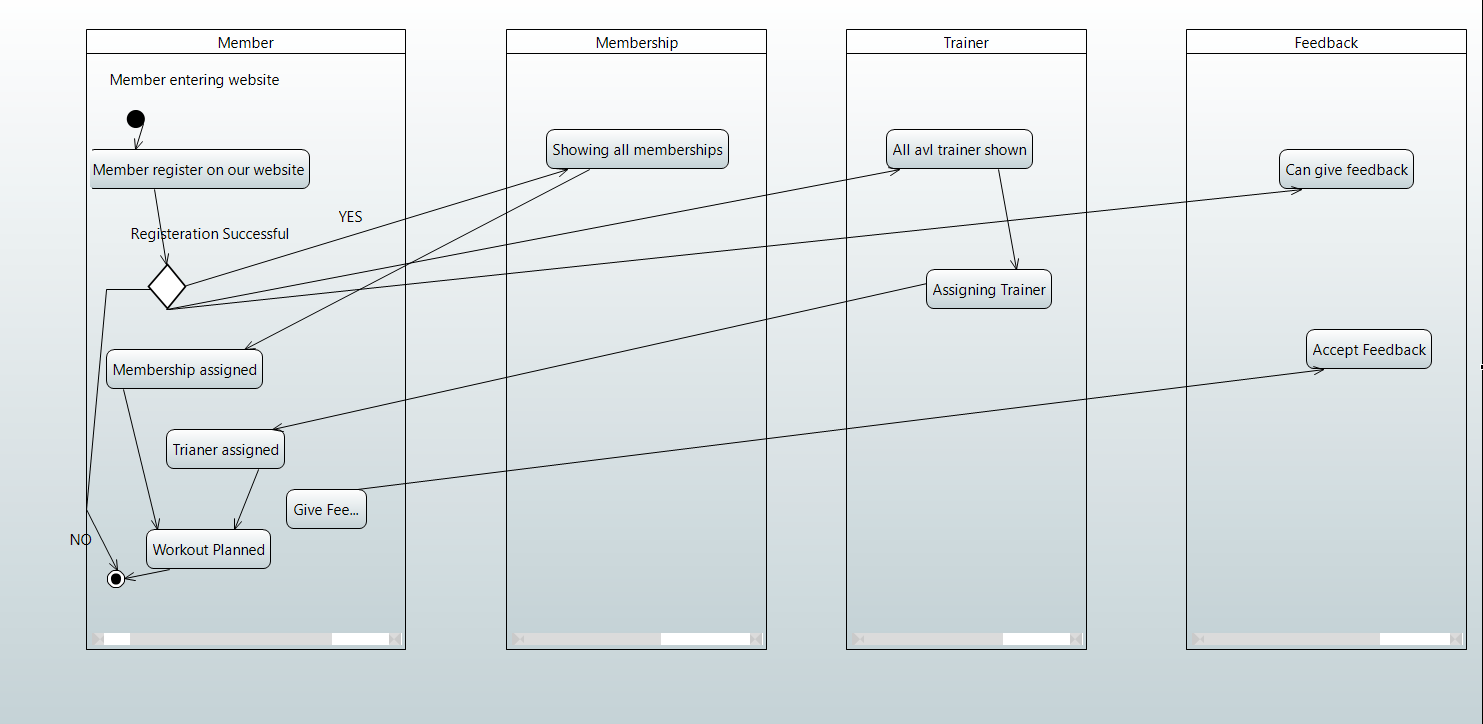 Member
Membership
Trainer
Feedback
Member entering website
Member register on our website
Showing all memberships
All avl trainer shown
Can give feedback
YES
Registeration Successful
Assigning Trainer
Membership assigned
Accept Feedback
Trianer assigned
Give Fee...
NO
Workout Planned